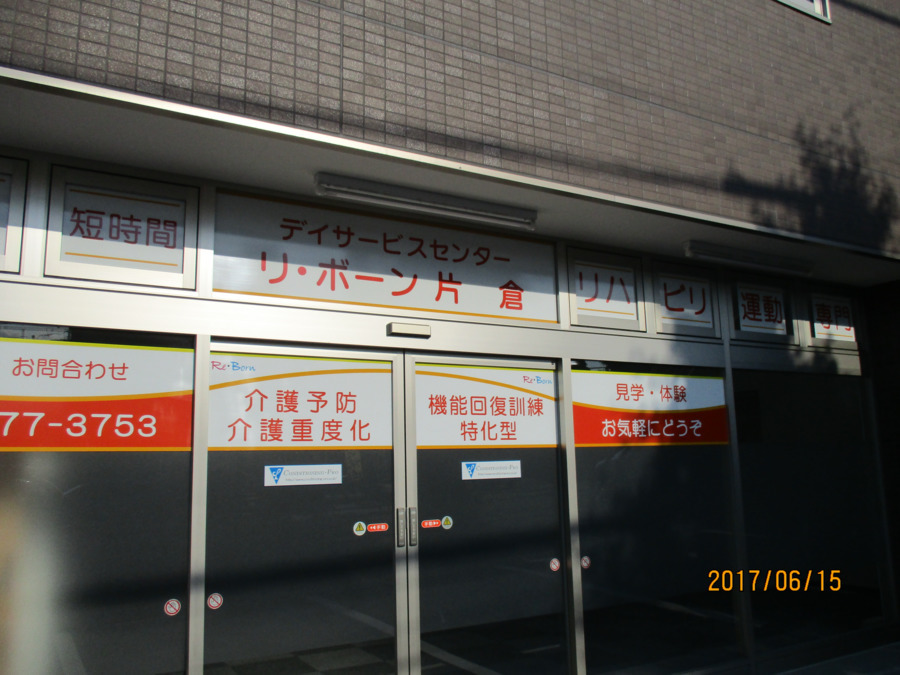 短時間
デイサービスセンター
リ・ボーン片倉
リハ
ビリ
運動
専門
お問合わせ
77-3753
Re・Born
介護予防
介護重度化
Re・Born
機能回復訓練
特化型
見学・体験
お気軽にどうぞ
2017/06/15